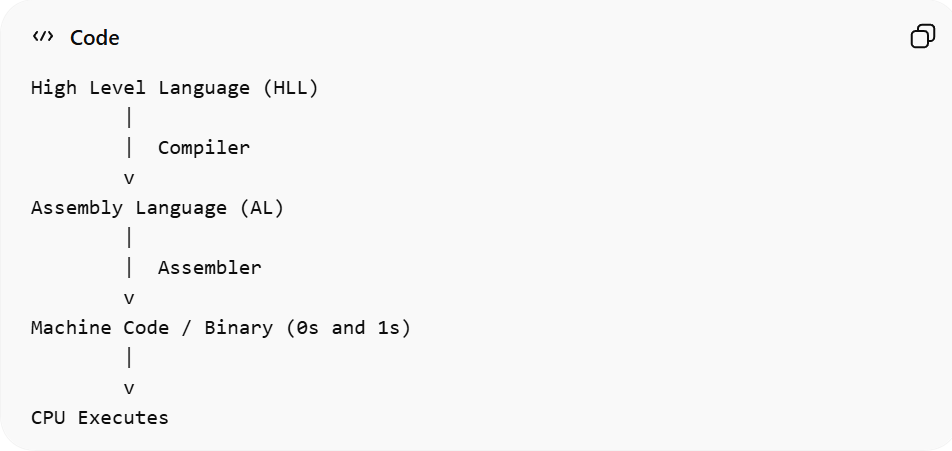 </> Code
High Level Language (HLL)
|
| Compiler
v
Assembly Language (AL)
|
| Assembler
v
Machine Code / Binary (0s and 1s)
|
v
CPU Executes